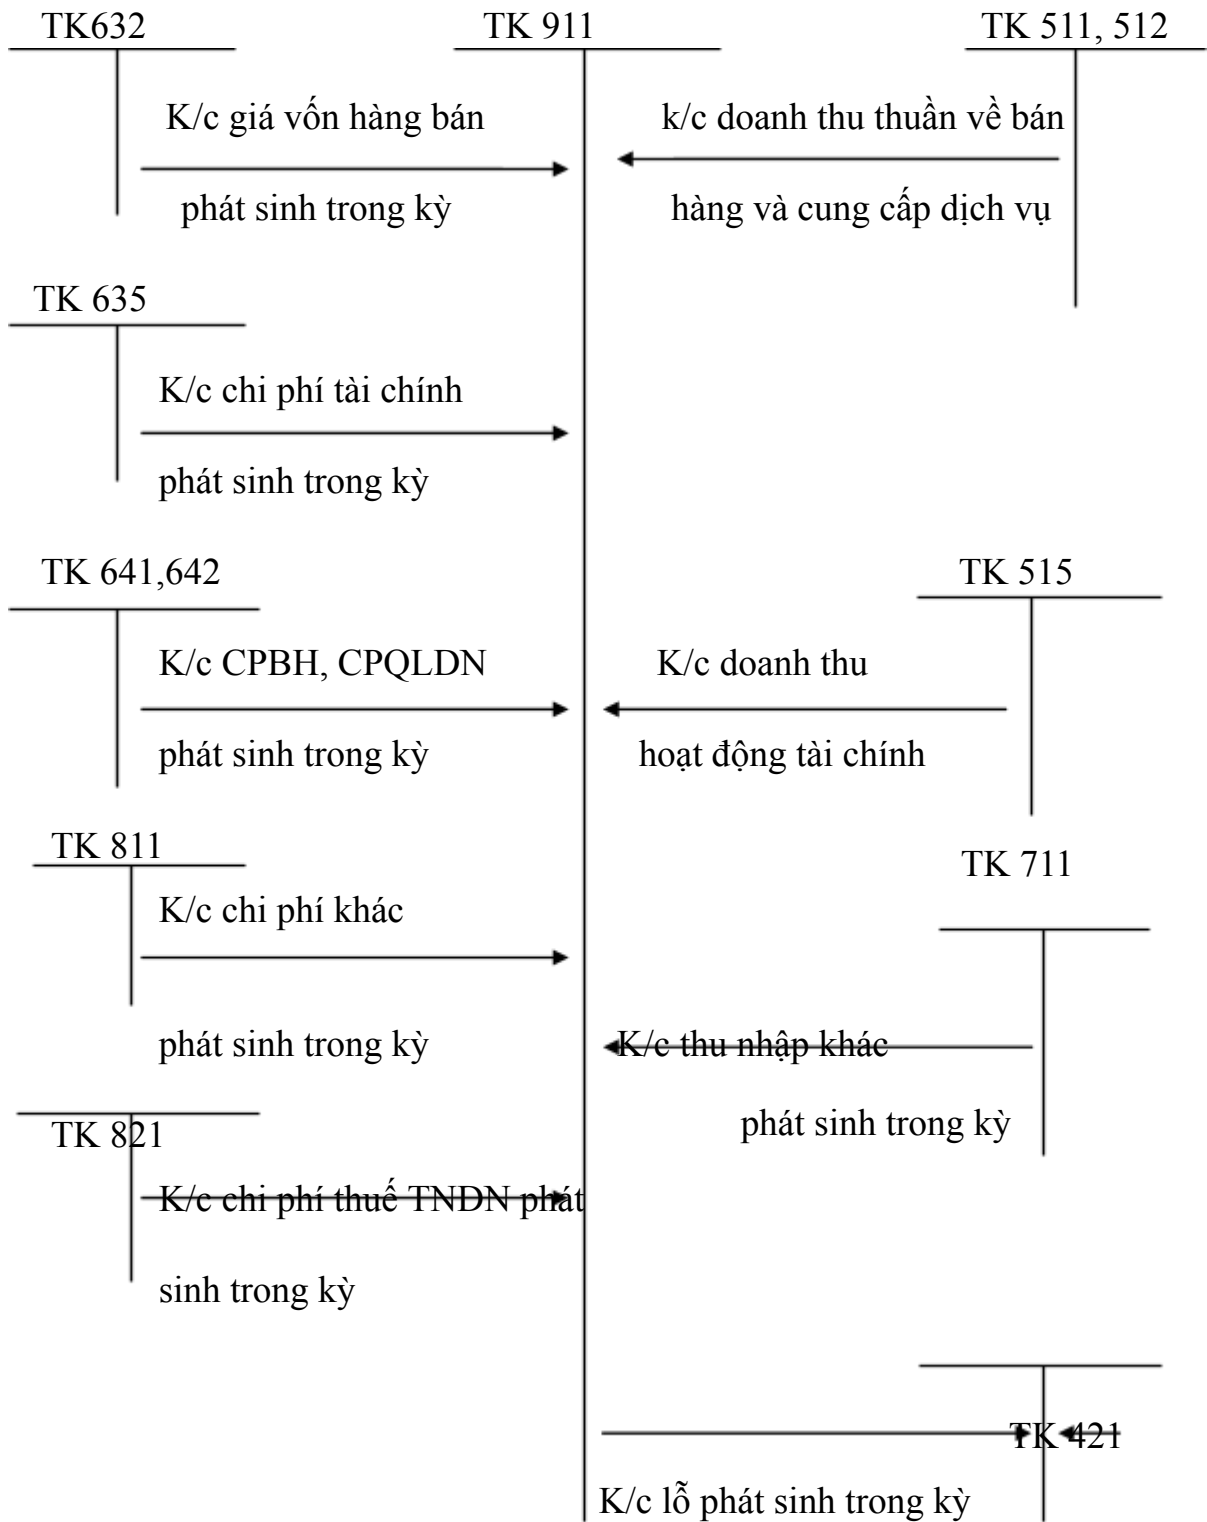 TK632
TK 911
TK 511, 512
K/c giá vốn hàng bán
k/c doanh thu thuần về bán
phát sinh trong kỳ
hàng và cung cấp dịch vụ
TK 635
K/c chi phí tài chính
phát sinh trong kỳ
TK 641,642
TK 515
K/c CPBH, CPQLDN
K/c doanh thu
phát sinh trong kỳ
hoạt động tài chính
TK 811
TK 711
K/c chi phí khác
phát sinh trong kỳ
K/c thu nhập khác
phát sinh trong kỳ
TK 821
K/c chi phí thuế TNDN phát
sinh trong kỳ
TK 421
K/c lỗ phát sinh trong kỳ